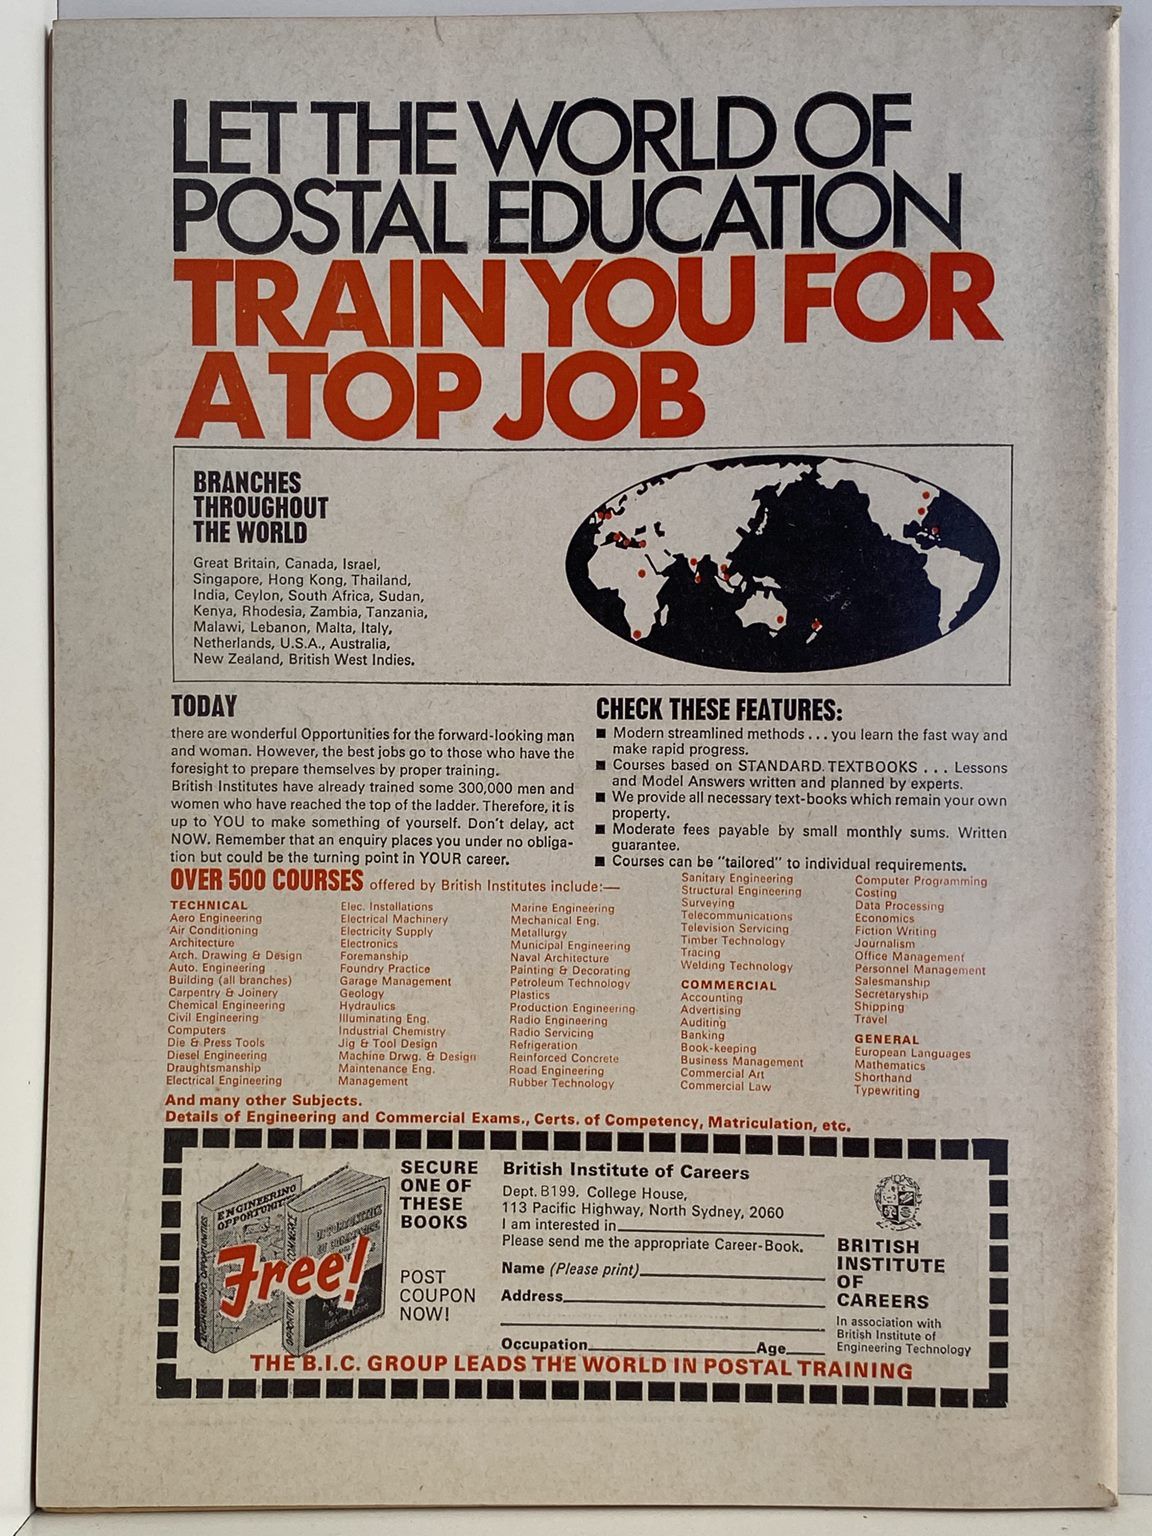 LET THE WORLD OF
POSTAL EDUCATION
TRAIN YOU FOR
A TOP JOB
BRANCHES
THROUGHOUT
THE WORLD
Great Britain, Canada, Israel,
Singapore, Hong Kong, Thailand,
India, Ceylon, South Africa, Sudan,
Kenya, Rhodesia, Zambia, Tanzania,
Malawi, Lebanon, Malta, Italy,
Netherlands, U.S.A., Australia,
New Zealand, British West Indies.
TODAY
there are wonderful Opportunities for the forward-looking man
and woman. However, the best jobs go to those who have the
foresight to prepare themselves by proper training.
British Institutes have already trained some 300,000 men and
women who have reached the top of the ladder. Therefore, it is
up to YOU to make something of yourself. Don't delay, act
NOW. Remember that an enquiry places you under no obliga-
tion but could be the turning point in YOUR career.
CHECK THESE FEATURES:
■ Modern streamlined methods . . . you learn the fast way and
make rapid progress.
■ Courses based on STANDARD TEXTBOOKS . . . Lessons
and Model Answers written and planned by experts.
■ We provide all necessary text-books which remain your own
property.
■ Moderate fees payable by small monthly sums. Written
guarantee.
■ Courses can be "tailored" to individual requirements.
OVER 500 COURSES offered by British Institutes include:—
TECHNICAL
Aero Engineering
Air Conditioning
Architecture
Arch. Drawing & Design
Auto. Engineering
Building (all branches)
Carpentry & Joinery
Chemical Engineering
Civil Engineering
Computers
Die & Press Tools
Diesel Engineering
Draughtsmanship
Electrical Engineering
Elec. Installations
Electrical Machinery
Electricity Supply
Electronics
Foremanship
Foundry Practice
Garage Management
Geology
Hydraulics
Illuminating Eng.
Industrial Chemistry
Jig & Tool Design
Machine Drwg. & Design
Maintenance Eng.
Management
Marine Engineering
Mechanical Eng.
Metallurgy
Municipal Engineering
Naval Architecture
Painting & Decorating
Petroleum Technology
Plastics
Production Engineering
Radio Engineering
Radio Servicing
Refrigeration
Reinforced Concrete
Road Engineering
Rubber Technology
Sanitary Engineering
Structural Engineering
Surveying
Telecommunications
Television Servicing
Timber Technology
Tracing
Welding Technology
COMMERCIAL
Accounting
Advertising
Auditing
Banking
Book-keeping
Business Management
Commercial Art
Commercial Law
Computer Programming
Costing
Data Processing
Economics
Fiction Writing
Journalism
Office Management
Personnel Management
Salesmanship
Secretaryship
Shipping
Travel
GENERAL
European Languages
Mathematics
Shorthand
Typewriting
And many other Subjects.
Details of Engineering and Commercial Exams., Certs. of Competency, Matriculation, etc.
ENGINEERING
OPPORTUNITIES
ENGINEERING OPPORTUNITIES
OPPORTUNITIES
IN COMMERCE
Free!
SECURE
ONE OF
THESE
BOOKS
POST
COUPON
NOW!
British Institute of Careers
Dept. B199, College House,
113 Pacific Highway, North Sydney, 2060
I am interested in
Please send me the appropriate Career-Book.
Name (Please print)
Address
Occupation Age
BRITISH
INSTITUTE
OF
CAREERS
In association with
British Institute of
Engineering Technology
THE B.I.C. GROUP LEADS THE WORLD IN POSTAL TRAINING